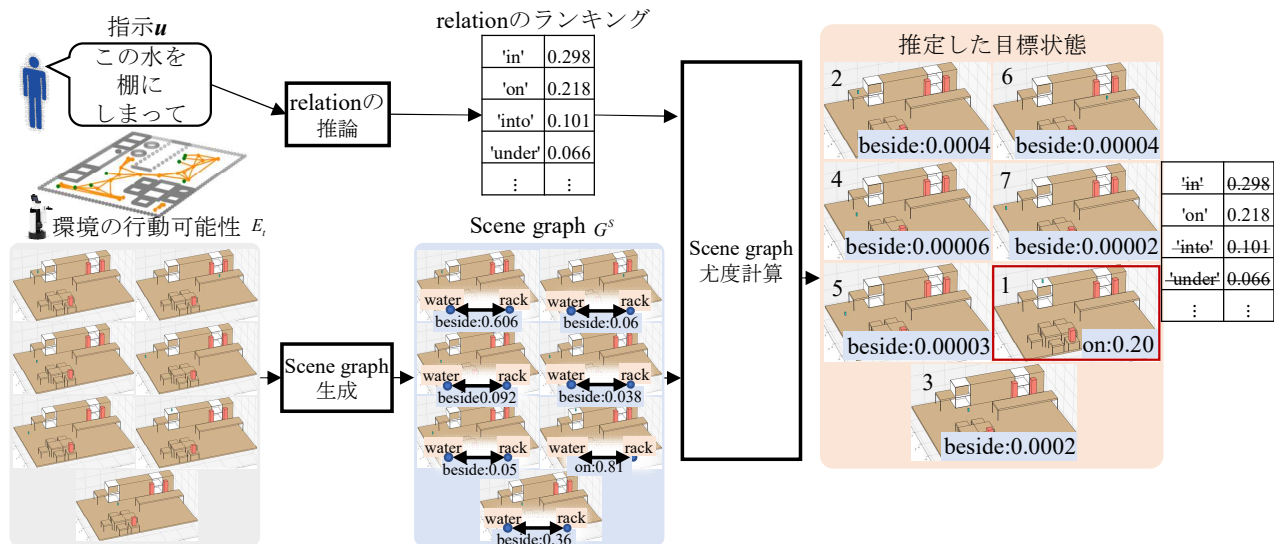 指示u
この水を
棚に
しまって
relationの
推論
relationのランキング
'in' 0.298
'on' 0.218
'into' 0.101
'under' 0.066
⋮ ⋮
環境の行動可能性 E_t
Scene graph
生成
Scene graph G^S
water rack
beside:0.606
water rack
beside:0.06
water rack
beside0.092
water rack
beside:0.038
water rack
beside:0.05
water rack
on:0.81
water rack
beside:0.36
Scene graph
尤度計算
推定した目標状態
2
beside:0.0004
6
beside:0.00004
4
beside:0.00006
7
beside:0.00002
5
beside:0.00003
1
on:0.20
3
beside:0.0002
'in' 0.298
'on' 0.218
'into' 0.101
'under' 0.066
⋮ ⋮